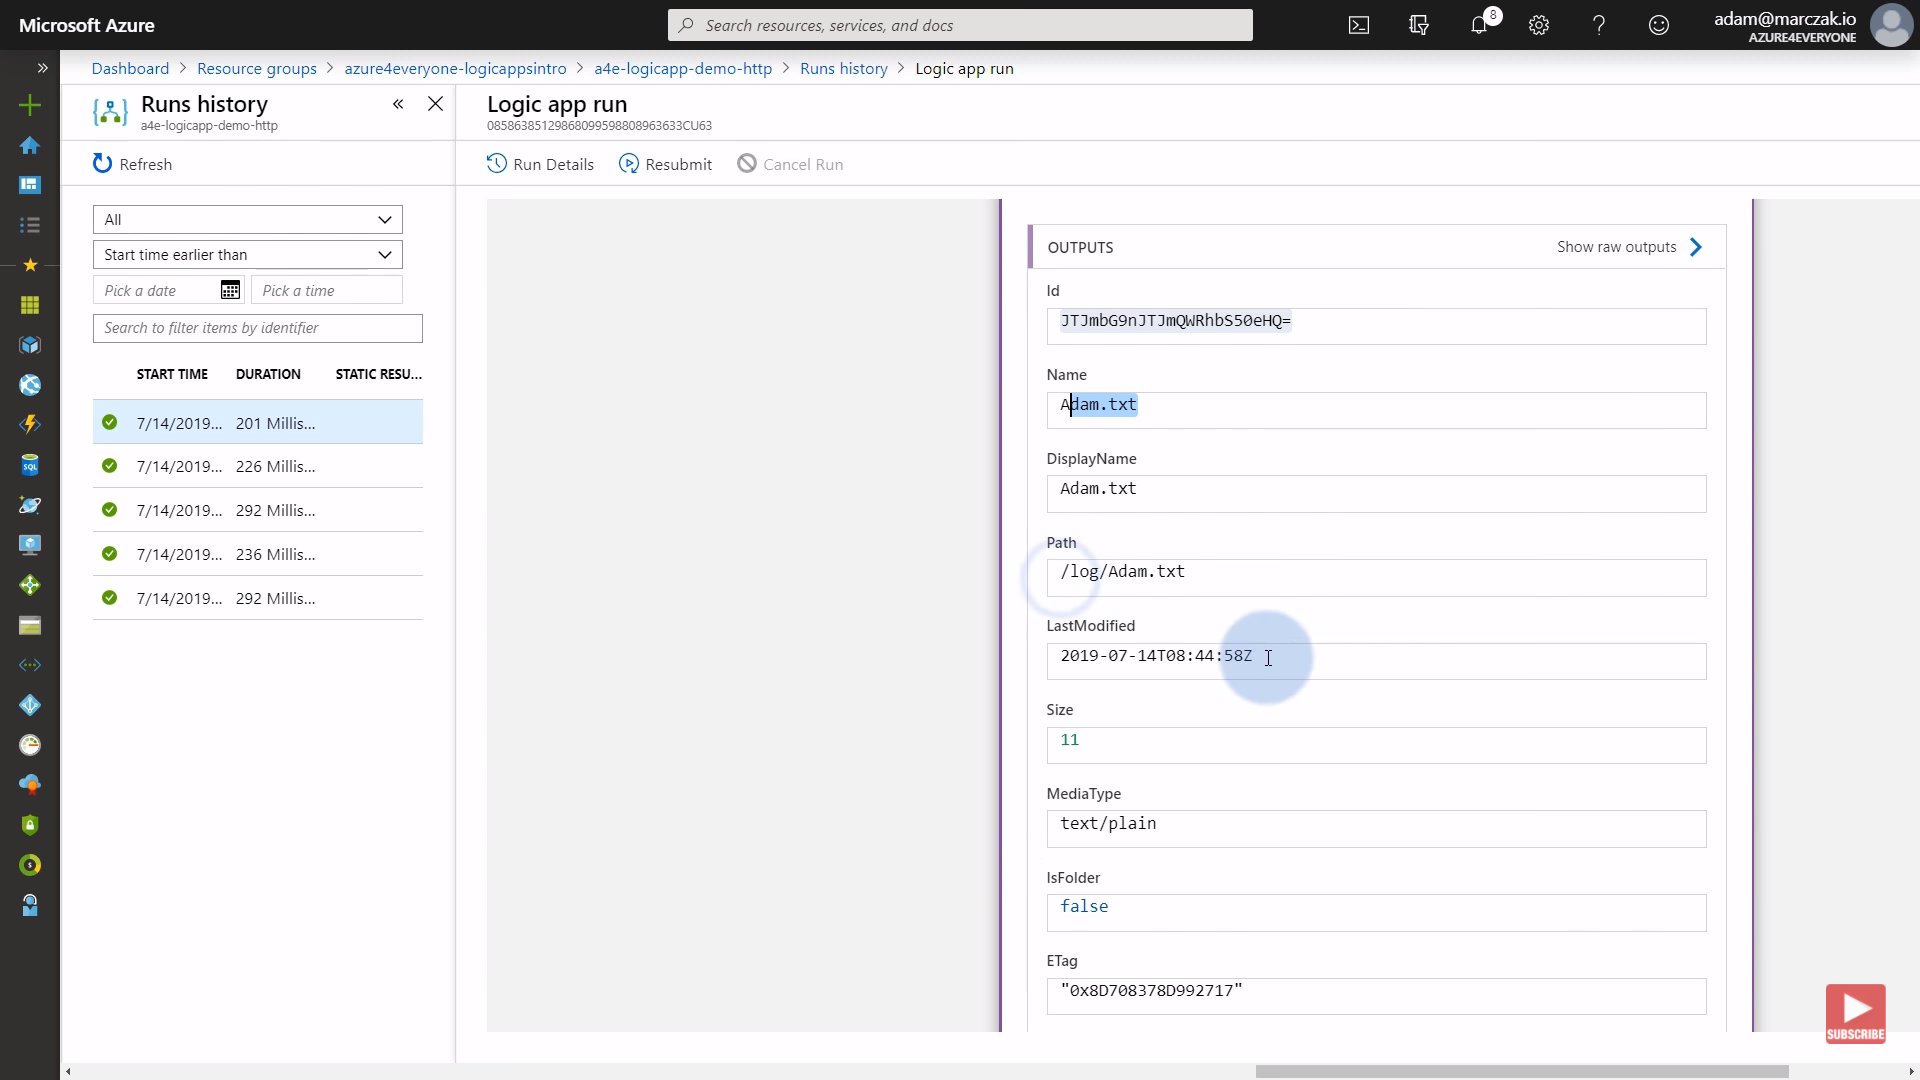 Microsoft Azure
Search resources, services, and docs
8
adam@marczak.io
AZURE4EVERYONE
Dashboard > Resource groups > azure4everyone-logicappsintro > a4e-logicapp-demo-http > Runs history > Logic app run
Runs history
a4e-logicapp-demo-http
Refresh
All
Start time earlier than
Pick a date
Pick a time
Search to filter items by identifier
START TIME DURATION STATIC RESU...
7/14/2019... 201 Millis...
7/14/2019... 226 Millis...
7/14/2019... 292 Millis...
7/14/2019... 236 Millis...
7/14/2019... 292 Millis...
Logic app run
08586385129868099598808963633CU63
Run Details Resubmit Cancel Run
OUTPUTS
Show raw outputs
Id
JTJmbG9nJTJmQWRhbS50eHQ=
Name
Adam.txt
DisplayName
Adam.txt
Path
/log/Adam.txt
LastModified
2019-07-14T08:44:58Z
Size
11
MediaType
text/plain
IsFolder
false
ETag
"0x8D708378D992717"
SUBSCRIBE